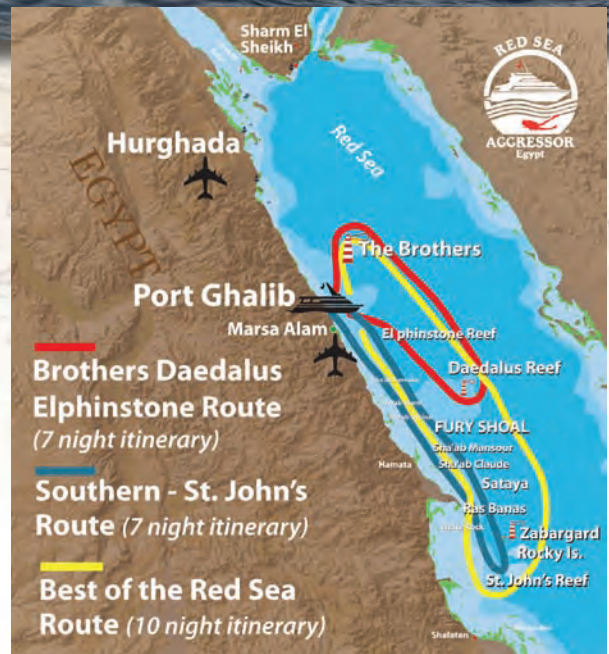 Sharm El
Sheikh
RED SEA
AGGRESSOR
Egypt
Hurghada
Red Sea
EGYPT
The Brothers
Port Ghalib
Marsa Alam
Elphinstone Reef
Daedalus Reef
Brothers Daedalus
Elphinstone Route
(7 night itinerary)
FURY SHOAL
Sha'ab Mansour
Hamata
Sha'ab Claude
Sataya
Southern - St. John's
Route (7 night itinerary)
Ras Banas
Zabargard
Rocky Is.
St. John's Reef
Best of the Red Sea
Route (10 night itinerary)
Shalaten